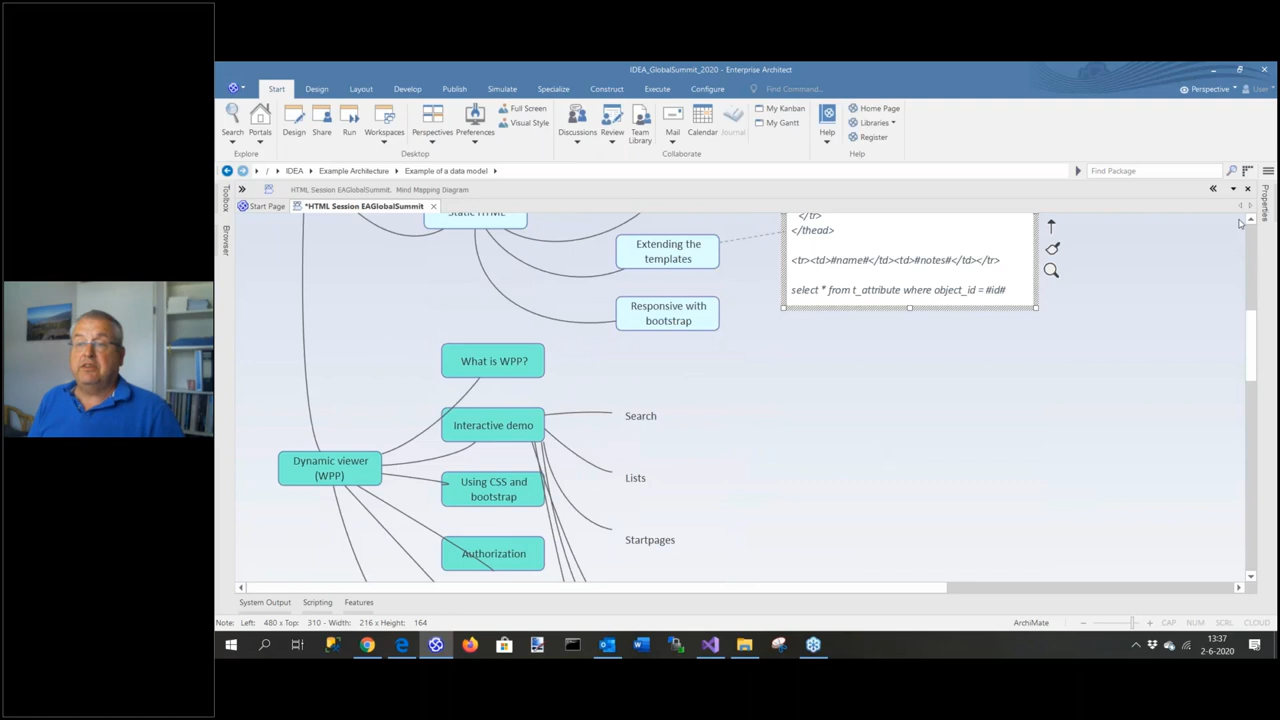 IDEA_GlobalSummit_2020 - Enterprise Architect
Start Design Layout Develop Publish Simulate Specialize Construct Execute Configure Find Command... Perspective User
Search Portals Design Share Run Workspaces Perspectives Preferences Full Screen Visual Style Discussions Review Team Library Mail Calendar Journal My Kanban My Gantt Help Home Page Libraries Register
Explore Desktop Collaborate Help
/ IDEA Example Architecture Example of a data model Find Package
HTML Session EAGlobalSummit. Mind Mapping Diagram
Start Page *HTML Session EAGlobalSummit
Toolbox
Browser
Properties
Static HTML
</tr>
</thead>
Extending the
templates
<tr><td>#name#</td><td>#notes#</td></tr>
select * from t_attribute where object_id = #id#
Responsive with
bootstrap
What is WPP?
Interactive demo
Search
Dynamic viewer
(WPP)
Lists
Using CSS and
bootstrap
Startpages
Authorization
System Output Scripting Features
Note: Left: 480 x Top: 310 - Width: 216 x Height: 164 ArchiMate CAP NUM SCRL CLOUD
13:37
2-6-2020